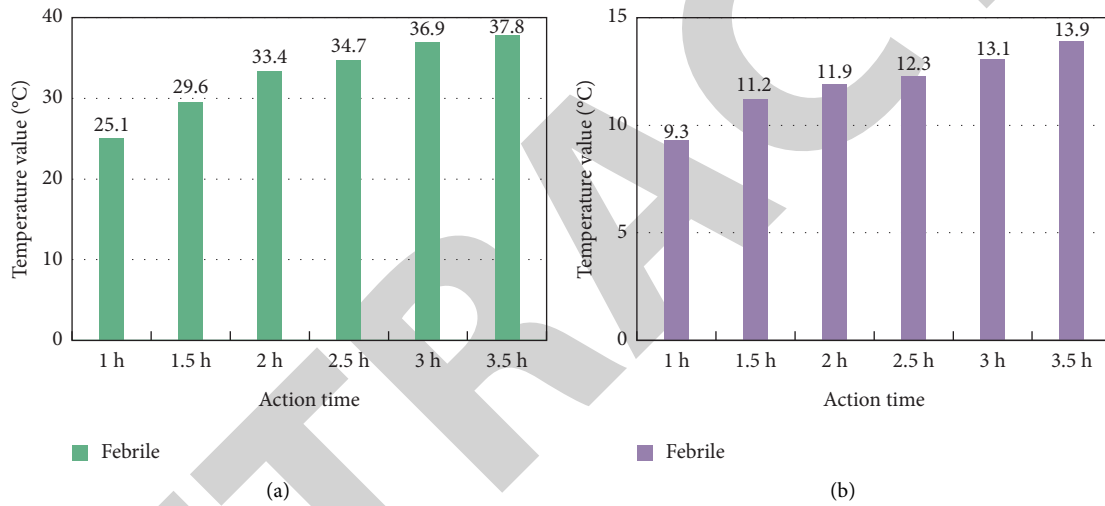 40
30
20
10
0
Temperature value (°C)
25.1
29.6
33.4
34.7
36.9
37.8
1 h
1.5 h
2 h
2.5 h
3 h
3.5 h
Action time
Febrile
(a)
15
10
5
0
Temperature value (°C)
9.3
11.2
11.9
12.3
13.1
13.9
1 h
1.5 h
2 h
2.5 h
3 h
3.5 h
Action time
Febrile
(b)
TRAC